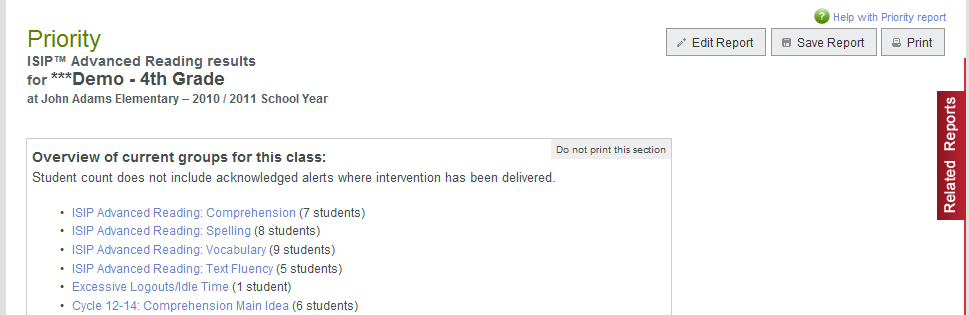 Help with Priority report
Priority
Edit Report
Save Report
Print
ISIP™ Advanced Reading results
for ***Demo - 4th Grade
at John Adams Elementary – 2010 / 2011 School Year
Related Reports
Do not print this section
Overview of current groups for this class:
Student count does not include acknowledged alerts where intervention has been delivered.
• ISIP Advanced Reading: Comprehension (7 students)
• ISIP Advanced Reading: Spelling (8 students)
• ISIP Advanced Reading: Vocabulary (9 students)
• ISIP Advanced Reading: Text Fluency (5 students)
• Excessive Logouts/Idle Time (1 student)
• Cycle 12-14: Comprehension Main Idea (6 students)